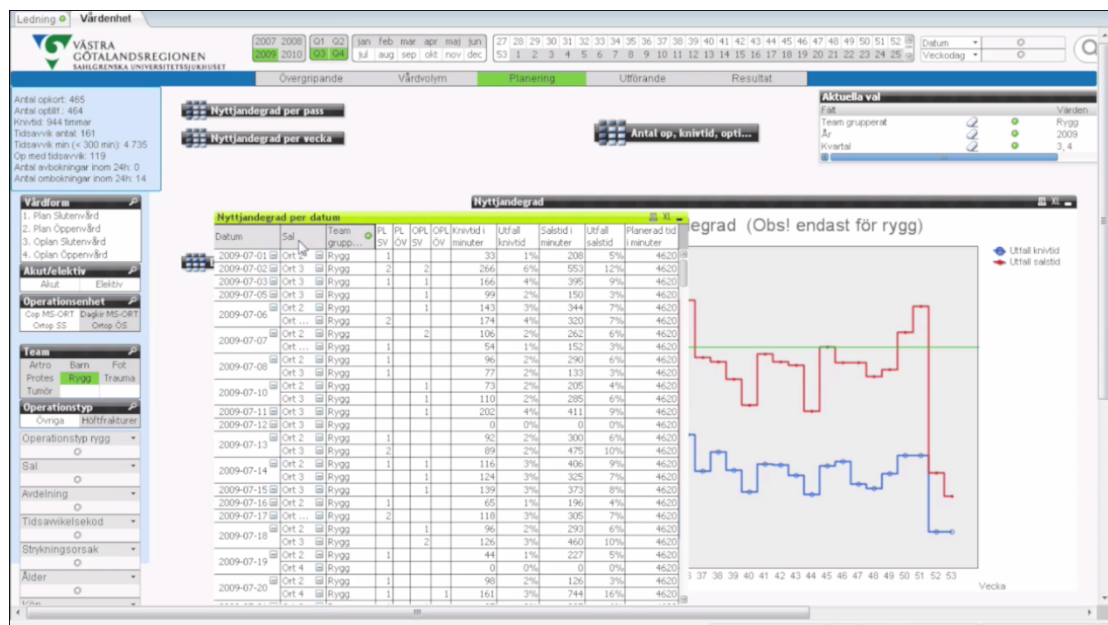 Ledning Vårdenhet
VÄSTRA
GÖTALANDSREGIONEN
SAHLGRENSKA UNIVERSITETSSJUKHUSET
2007 2008 Q1 Q2 jan feb mar apr maj jun 27 28 29 30 31 32 33 34 35 36 37 38 39 40 41 42 43 44 45 46 47 48 49 50 51 52 Datum
2009 2010 Q3 Q4 jul aug sep okt nov dec 53 1 2 3 4 5 6 7 8 9 10 11 12 13 14 15 16 17 18 19 20 21 22 23 24 25 Veckodag
Övergripande Vårdvolym Planering Utförande Resultat
Antal opkort: 465
Antal optillf.: 464
Knivtid: 944 timmar
Tidsavvik antal: 161
Tidsavvik min (< 300 min): 4 735
Op med tidsavvik: 119
Antal avbokningar inom 24h: 0
Antal ombokningar inom 24h: 14
Nyttjandegrad per pass
Nyttjandegrad per vecka
Antal op, knivtid, opti...
Aktuella val
Fält Värden
Team grupperat Rygg
År 2009
Kvartal 3, 4
Vårdform
1. Plan Slutenvård
2. Plan Öppenvård
3. Oplan Slutenvård
4. Oplan Öppenvård
Akut/elektiv
Akut Elektiv
Operationsenhet
Cop MS-ORT Dagkir MS-ORT
Ortop SS Ortop ÖS
Team
Artro Barn Fot
Protes Rygg Trauma
Tumör
Operationstyp
Övriga Höftfrakturer
Operationstyp rygg
Sal
Avdelning
Tidsavvikelsekod
Strykningsorsak
Ålder
Kön
Nyttjandegrad
egrad (Obs! endast för rygg)
Utfall knivtid
Utfall salstid
Nyttjandegrad per datum XL
Datum Sal Team grupp... PL SV PL ÖV OPL SV OPL ÖV Knivtid i minuter Utfall knivtid Salstid i minuter Utfall salstid Planerad tid i minuter
2009-07-01 Ort 2 Rygg 1 33 1% 208 5% 4620
2009-07-02 Ort 3 Rygg 2 2 266 6% 553 12% 4620
2009-07-03 Ort 3 Rygg 1 1 166 4% 395 9% 4620
2009-07-05 Ort 3 Rygg 1 99 2% 150 3% 4620
2009-07-06 Ort 2 Rygg 1 143 3% 344 7% 4620
Ort ... Rygg 2 174 4% 320 7% 4620
2009-07-07 Ort 2 Rygg 2 106 2% 262 6% 4620
Ort ... Rygg 1 54 1% 152 3% 4620
2009-07-08 Ort 2 Rygg 1 96 2% 290 6% 4620
Ort 3 Rygg 1 77 2% 133 3% 4620
2009-07-10 Ort 2 Rygg 1 73 2% 205 4% 4620
Ort 3 Rygg 1 110 2% 285 6% 4620
2009-07-11 Ort 3 Rygg 1 202 4% 411 9% 4620
2009-07-12 Ort 3 Rygg 0 0% 0 0% 4620
2009-07-13 Ort 2 Rygg 1 92 2% 300 6% 4620
Ort 3 Rygg 2 89 2% 475 10% 4620
2009-07-14 Ort 2 Rygg 1 1 116 3% 406 9% 4620
Ort 3 Rygg 1 124 3% 325 7% 4620
2009-07-15 Ort 3 Rygg 1 139 3% 373 8% 4620
2009-07-16 Ort 2 Rygg 1 65 1% 196 4% 4620
2009-07-17 Ort ... Rygg 2 118 3% 305 7% 4620
2009-07-18 Ort 2 Rygg 1 96 2% 293 6% 4620
Ort 3 Rygg 2 126 3% 460 10% 4620
2009-07-19 Ort 2 Rygg 1 44 1% 227 5% 4620
Ort 4 Rygg 0 0% 0 0% 4620
2009-07-20 Ort 2 Rygg 1 98 2% 126 3% 4620
Ort 4 Rygg 1 1 161 3% 744 16% 4620
37 38 39 40 41 42 43 44 45 46 47 48 49 50 51 52 53
Vecka